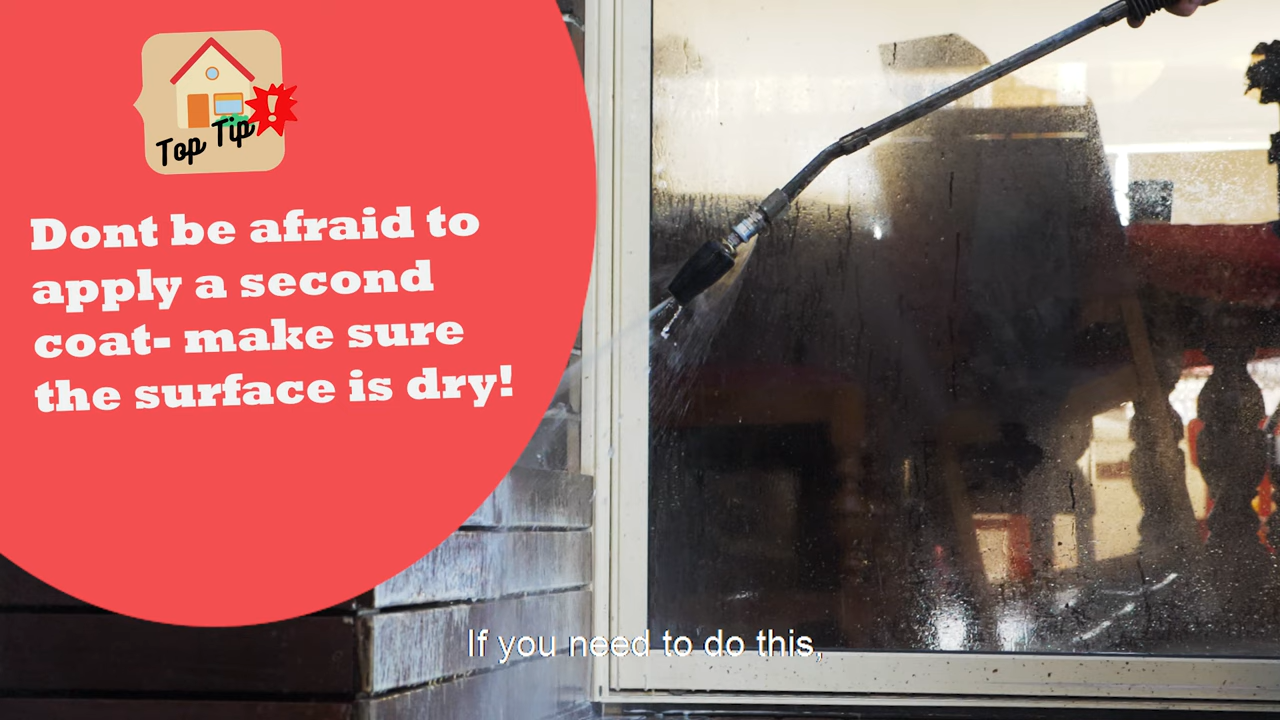 Top Tip
!
Dont be afraid to
apply a second
coat- make sure
the surface is dry!
If you need to do this,